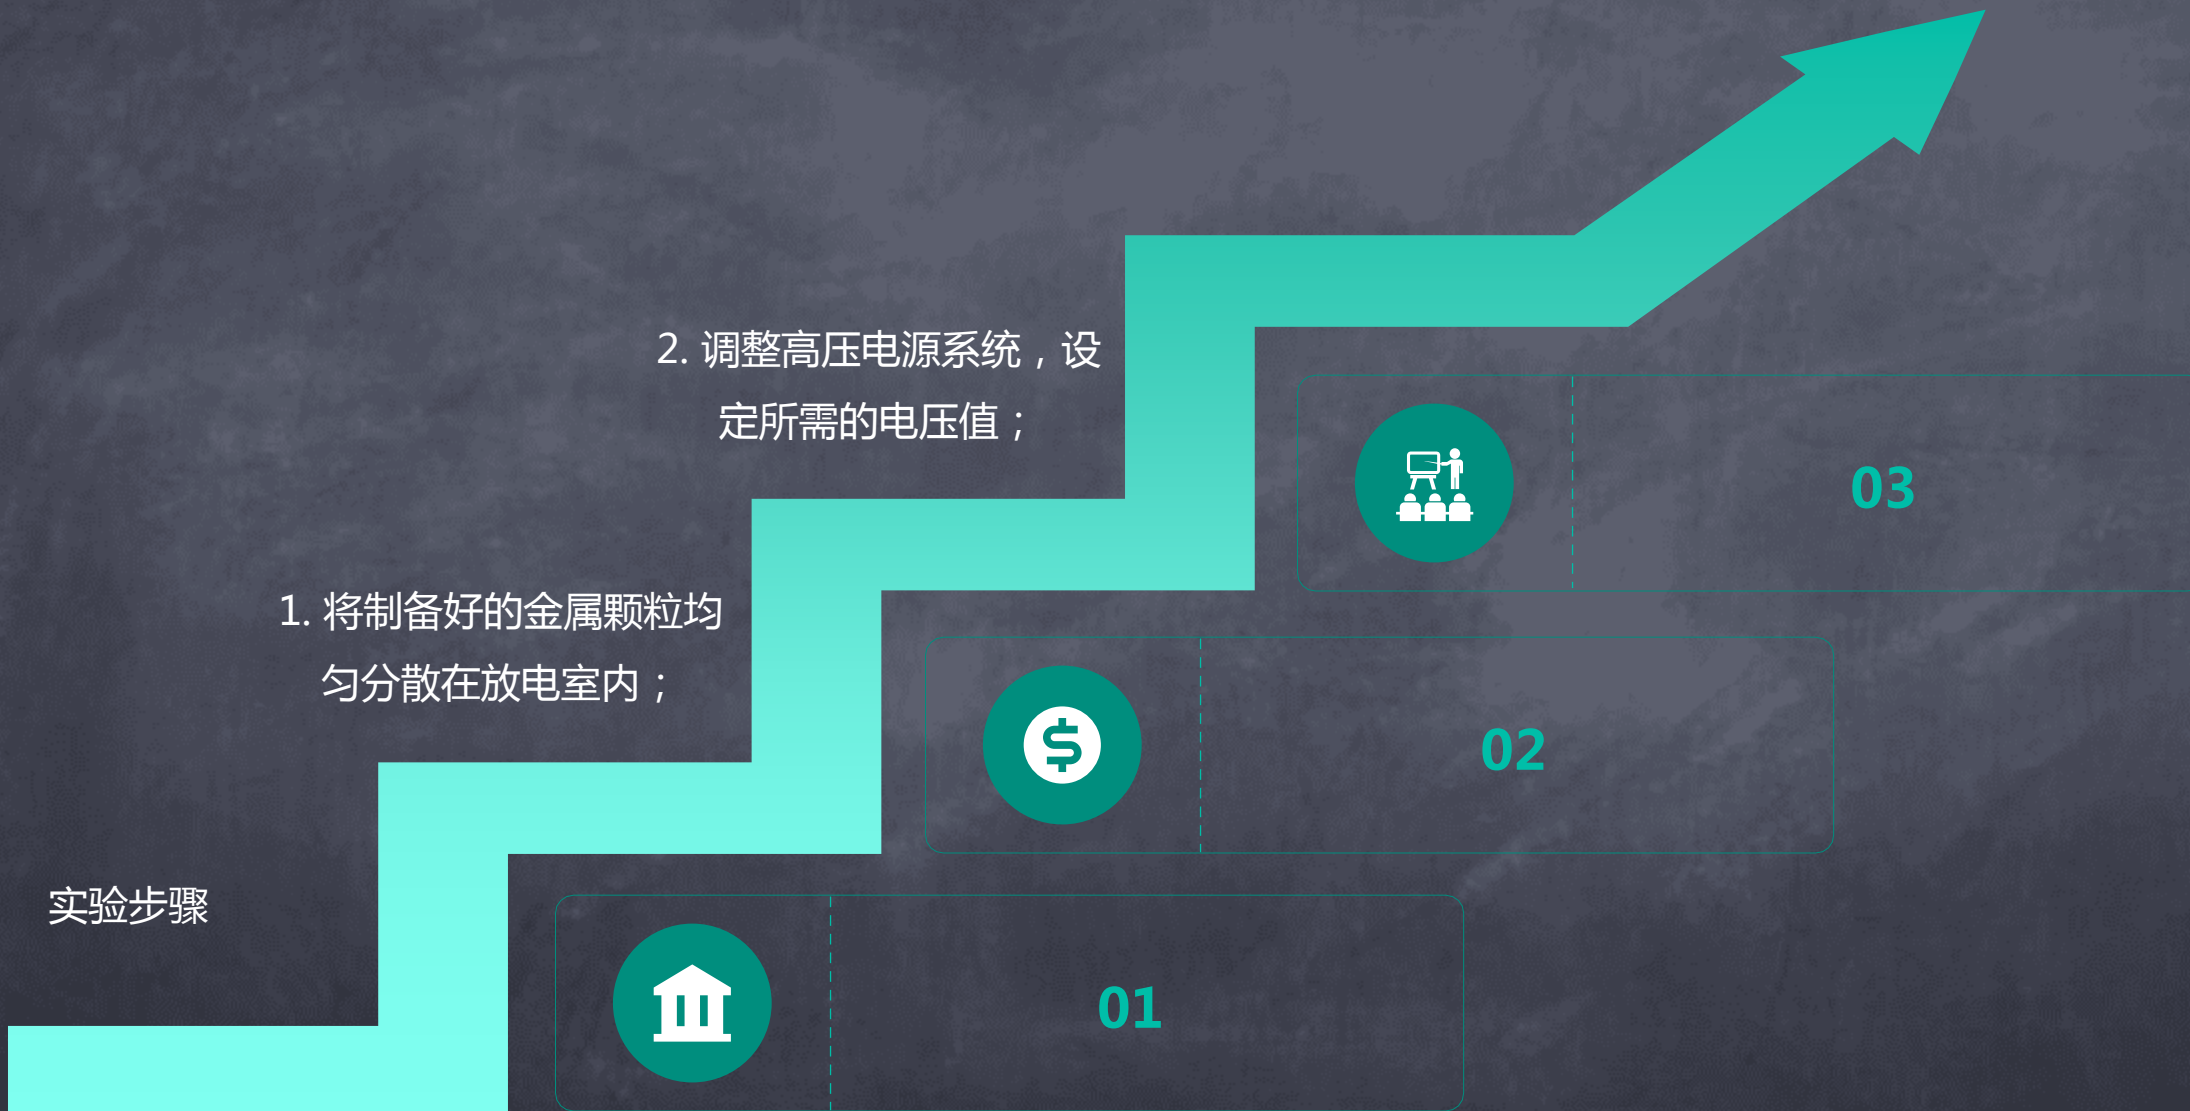 2. 调整高压电源系统，设
定所需的电压值；
03
1. 将制备好的金属颗粒均
匀分散在放电室内；
02
实验步骤
01